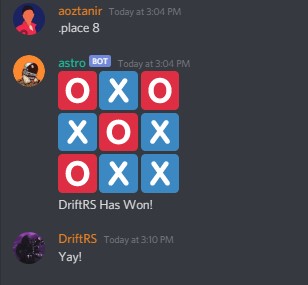 aoztanir Today at 3:04 PM
.place 8
astro BOT Today at 3:04 PM
O X O
X O X
O X X
DriftRS Has Won!
DriftRS Today at 3:10 PM
Yay!